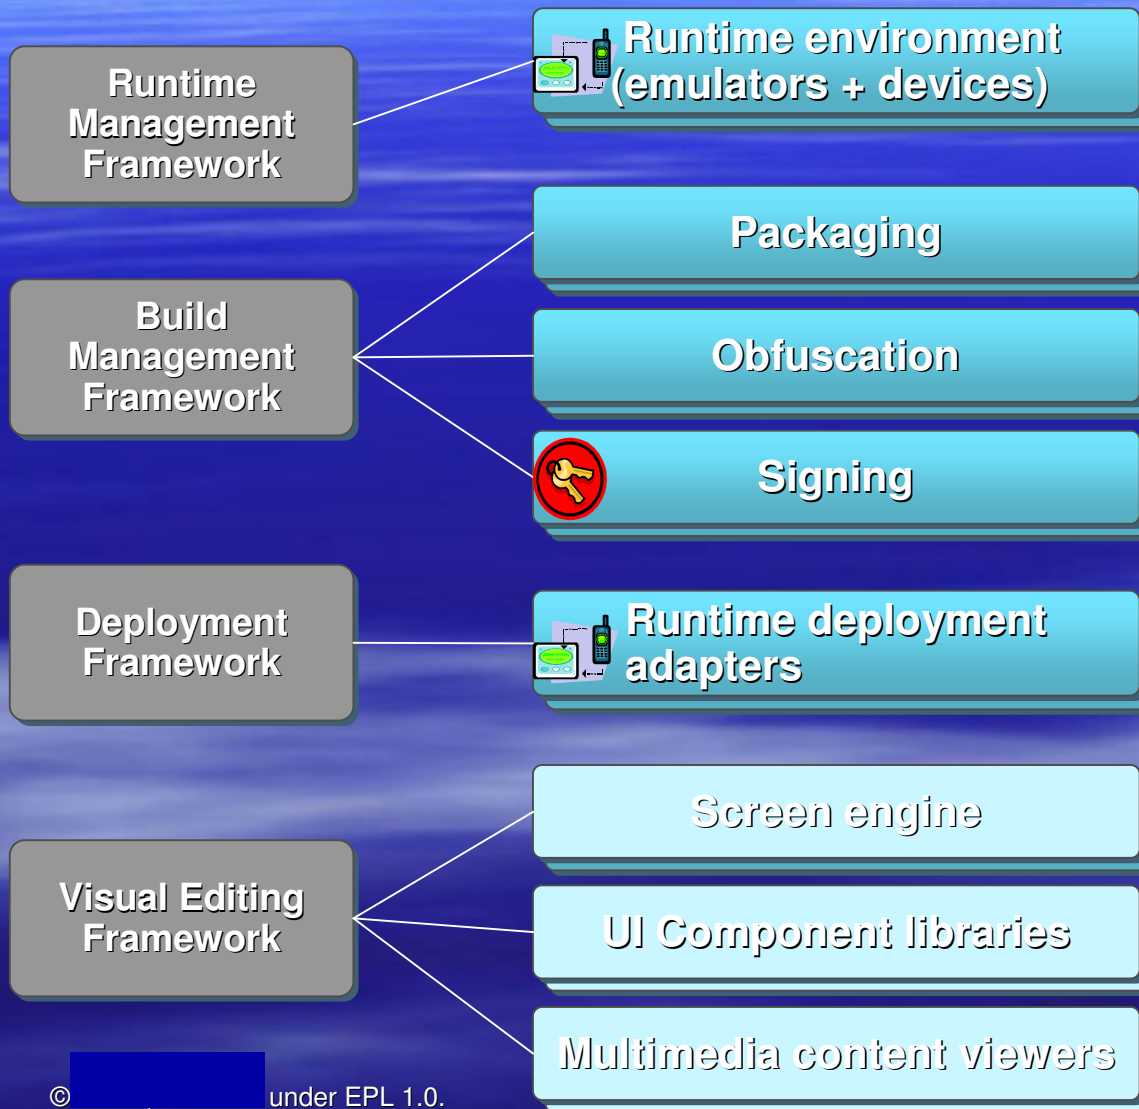 Runtime
Management
Framework
Runtime environment
(emulators + devices)
Build
Management
Framework
Packaging
Obfuscation
Signing
Deployment
Framework
Runtime deployment
adapters
Visual Editing
Framework
Screen engine
UI Component libraries
Multimedia content viewers
© under EPL 1.0.